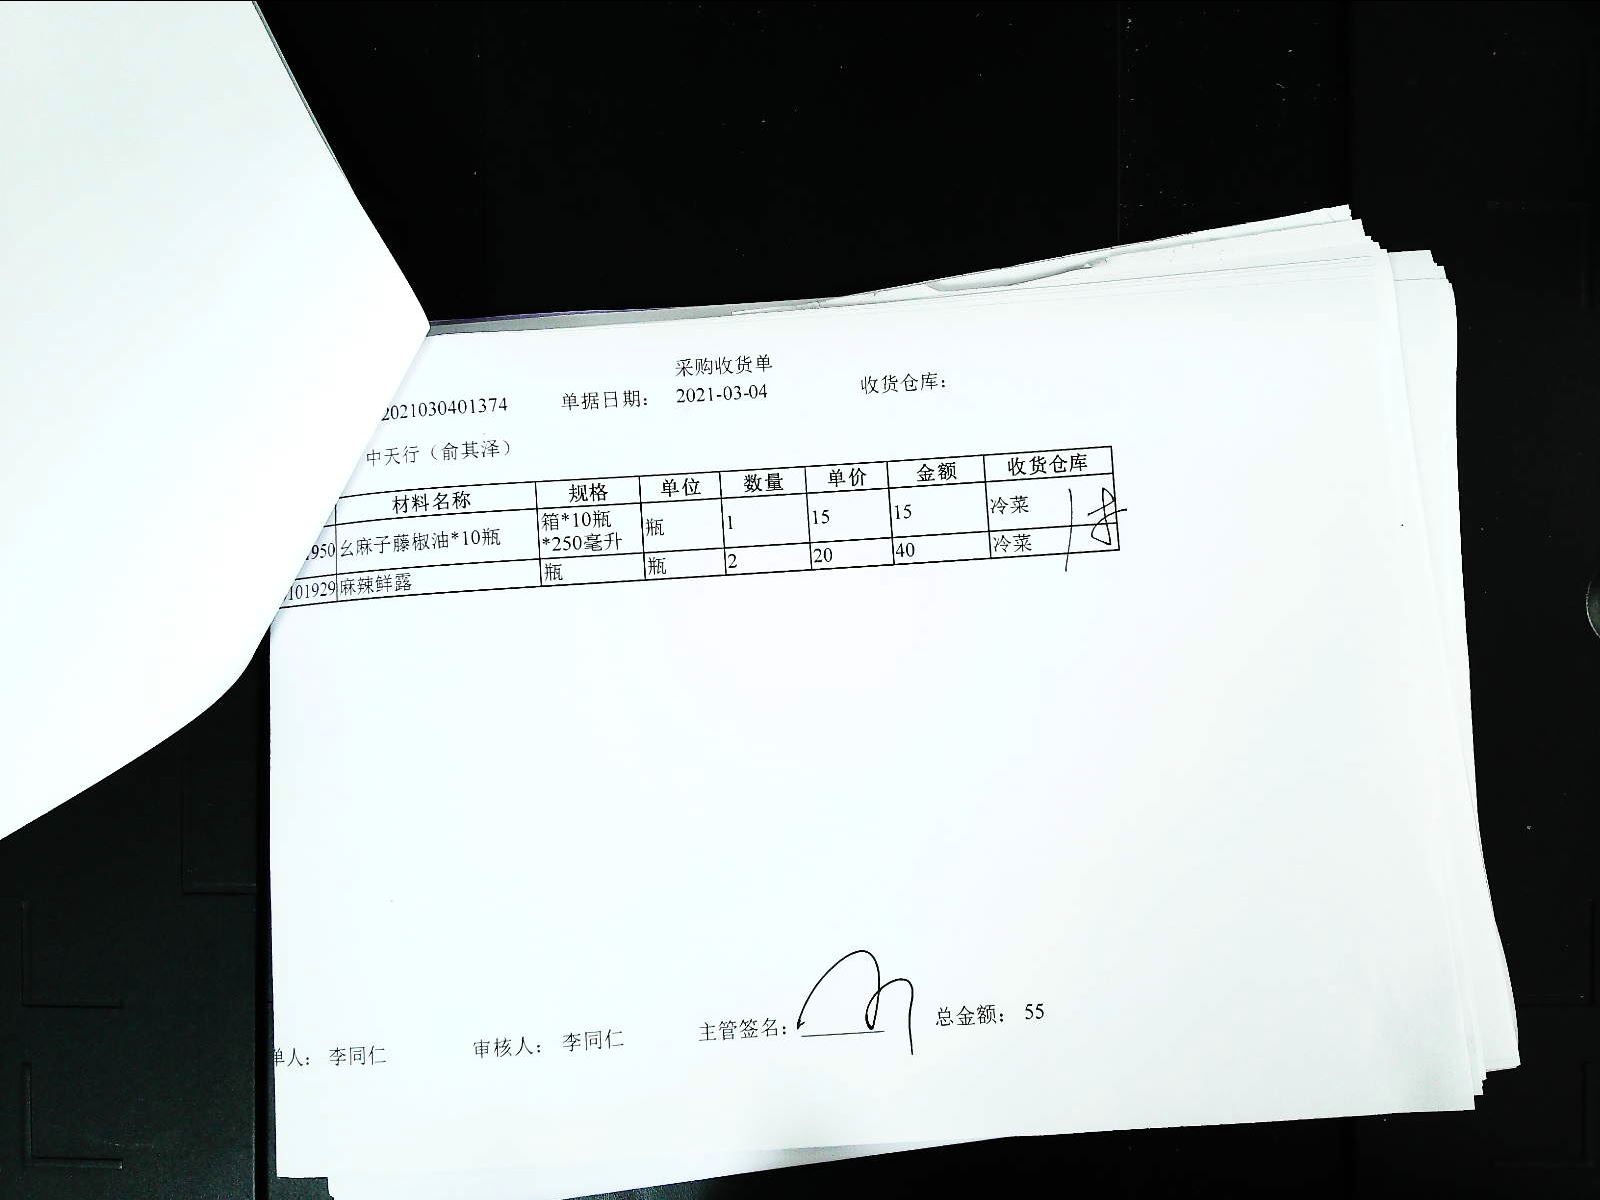 采购收货单
2021030401374 单据日期： 2021-03-04 收货仓库：
中天行（俞其泽）
材料名称 规格 单位 数量 单价 金额 收货仓库
950 幺麻子藤椒油*10瓶 箱*10瓶*250毫升 瓶 1 15 15 冷菜
101929 麻辣鲜露 瓶 瓶 2 20 40 冷菜
单人： 李同仁 审核人： 李同仁 主管签名： 总金额： 55